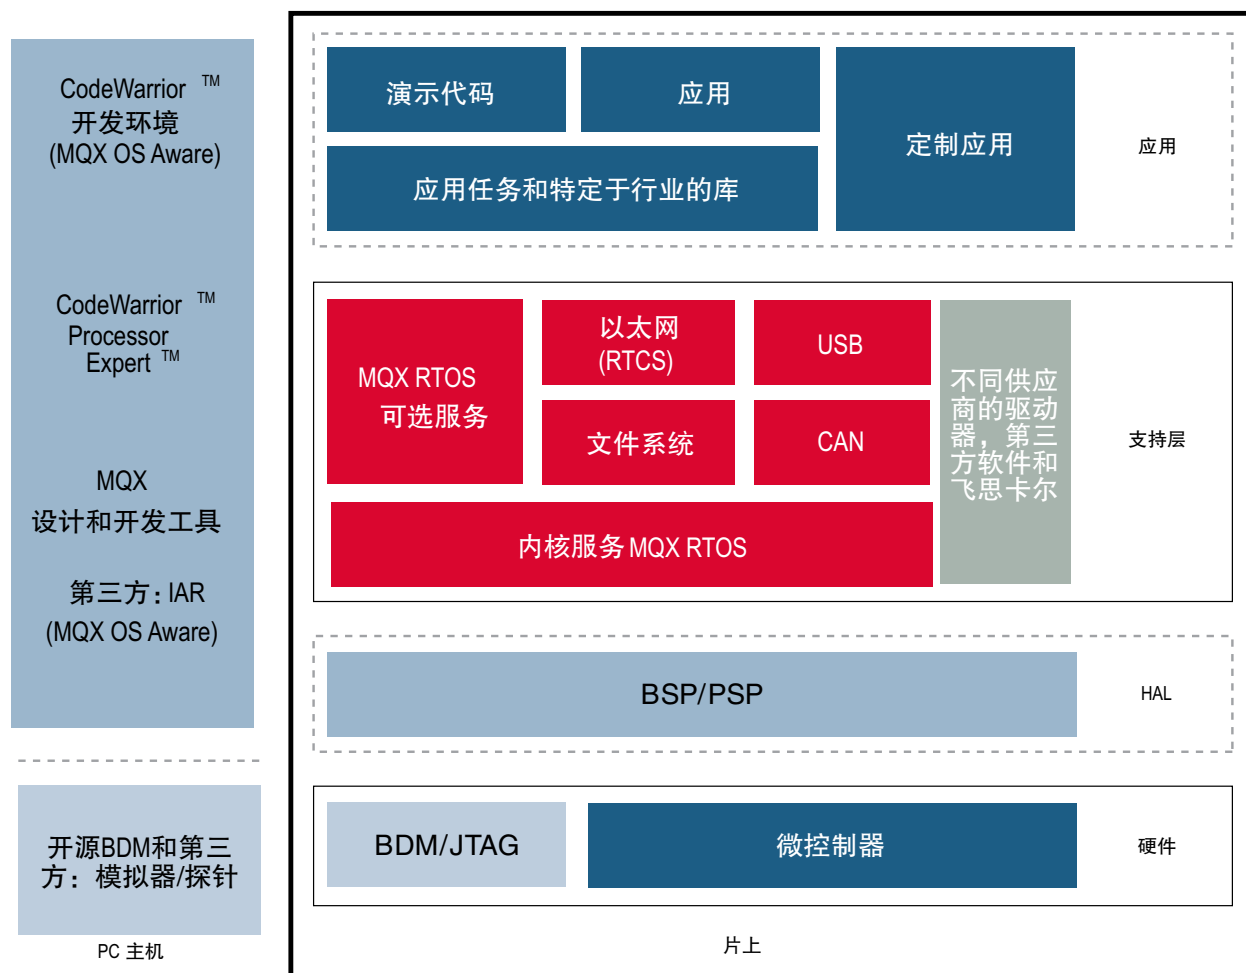 CodeWarrior ™
开发环境
(MQX OS Aware)
CodeWarrior ™
Processor
Expert ™
MQX
设计和开发工具
第三方：IAR
(MQX OS Aware)
开源BDM和第三
方：模拟器/探针
PC 主机
演示代码
应用
定制应用
应用任务和特定于行业的库
应用
MQX RTOS
可选服务
以太网
(RTCS)
USB
文件系统
CAN
内核服务 MQX RTOS
不同供应
商的驱动
器，第三
方软件和
飞思卡尔
支持层
BSP/PSP
HAL
BDM/JTAG
微控制器
硬件
片上